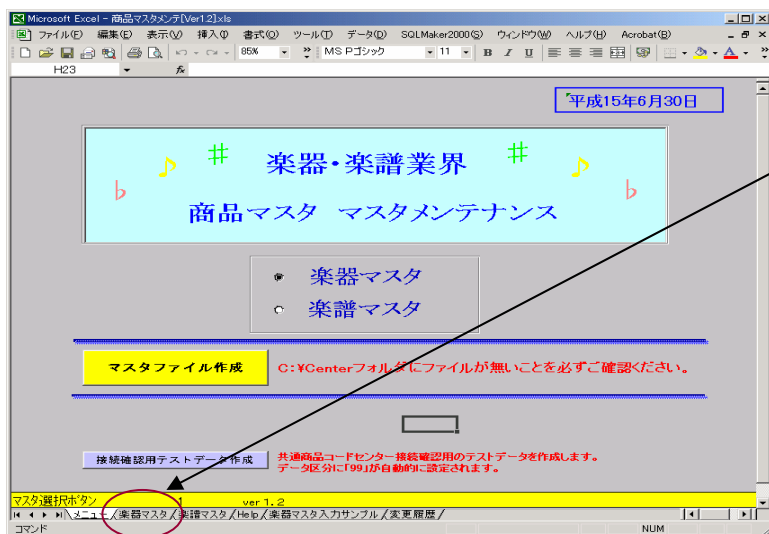 Microsoft Excel - 商品マスタメンテ[Ver1.2].xls
ファイル(F) 編集(E) 表示(V) 挿入(I) 書式(O) ツール(T) データ(D) SQLMaker2000(S) ウィンドウ(W) ヘルプ(H) Acrobat(B)
85% MS Pゴシック 11 B I U A
H23 fx
平成15年6月30日
♪ # 楽器・楽譜業界 # ♪
♭ ♭
商品マスタ マスタメンテナンス
楽器マスタ
楽譜マスタ
マスタファイル作成 C:¥Centerフォルダにファイルが無いことを必ずご確認ください。
接続確認用テストデータ作成 共通商品コードセンター接続確認用のテストデータを作成します。
データ区分に「99」が自動的に設定されます。
マスタ選択ボタン 1 ver 1.2
メニュー/楽器マスタ/楽譜マスタ/Help/楽器マスタ入力サンプル/変更履歴/
コマンド NUM